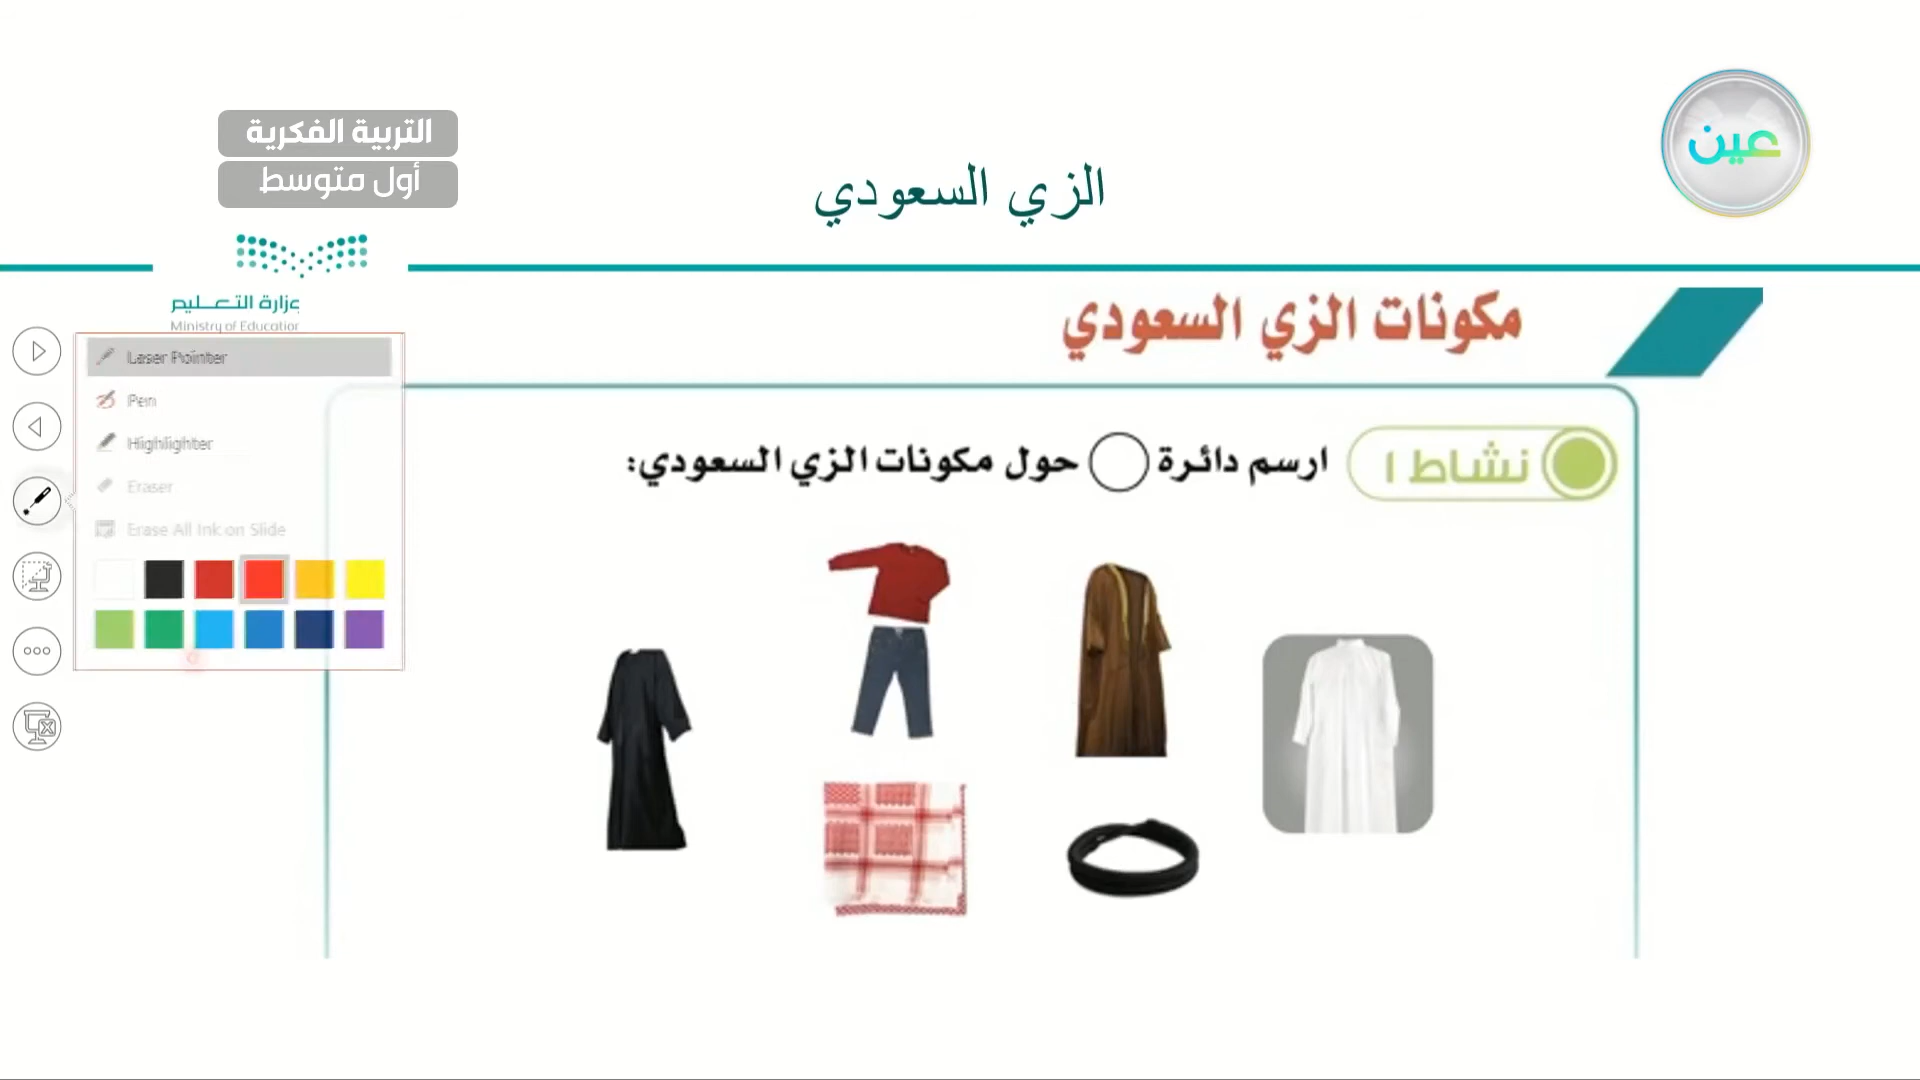 التربية الفكرية
أول متوسط
عين
الزي السعودي
وزارة التعليم
Ministry of Education
مكونات الزي السعودي
نشاط ١
ارسم دائرة حول مكونات الزي السعودي:
Laser Pointer
Pen
Highlighter
Eraser
Erase All Ink on Slide